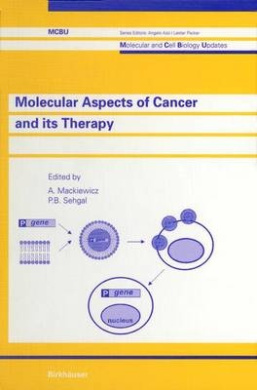 MCBU
Series Editors: Angelo Azzi / Lester Packer
Molecular and Cell Biology Updates
Molecular Aspects of Cancer
and its Therapy
Edited by
A. Mackiewicz
P.B. Sehgal
P gene
P gene
nucleus
Birkhäuser